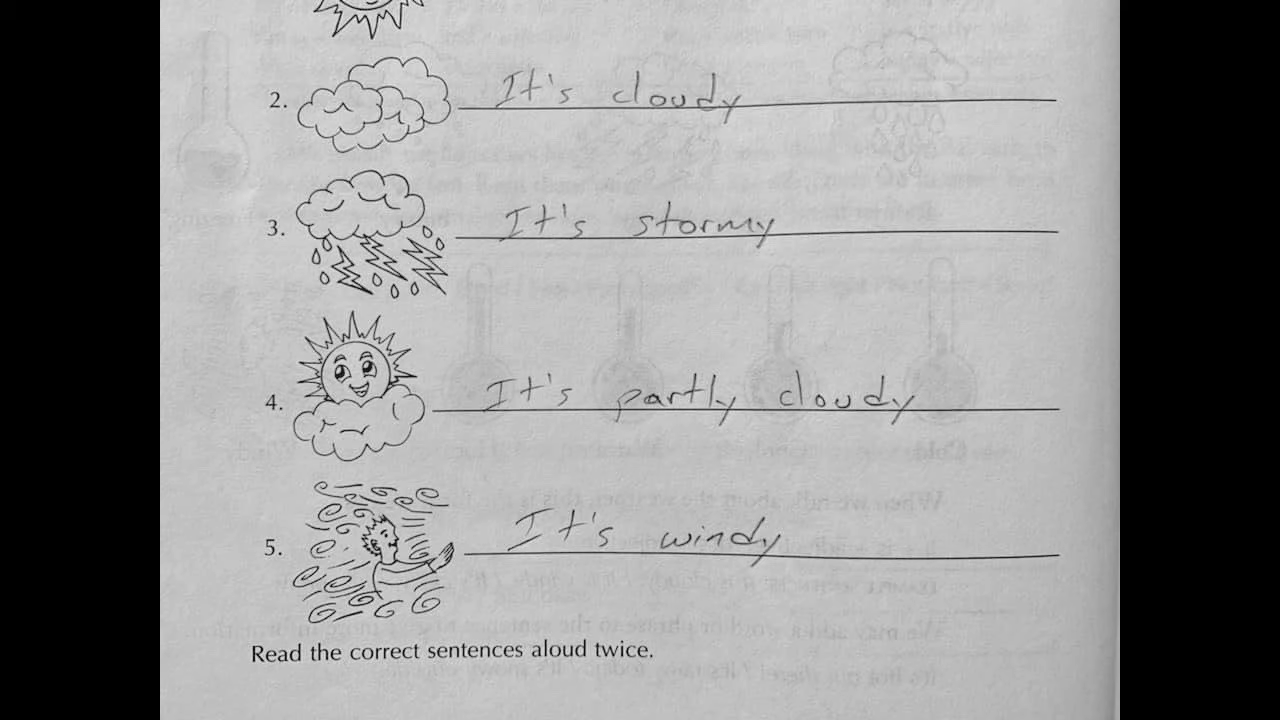 2. It's cloudy
3. It's stormy
4. It's partly cloudy
5. It's windy
Read the correct sentences aloud twice.